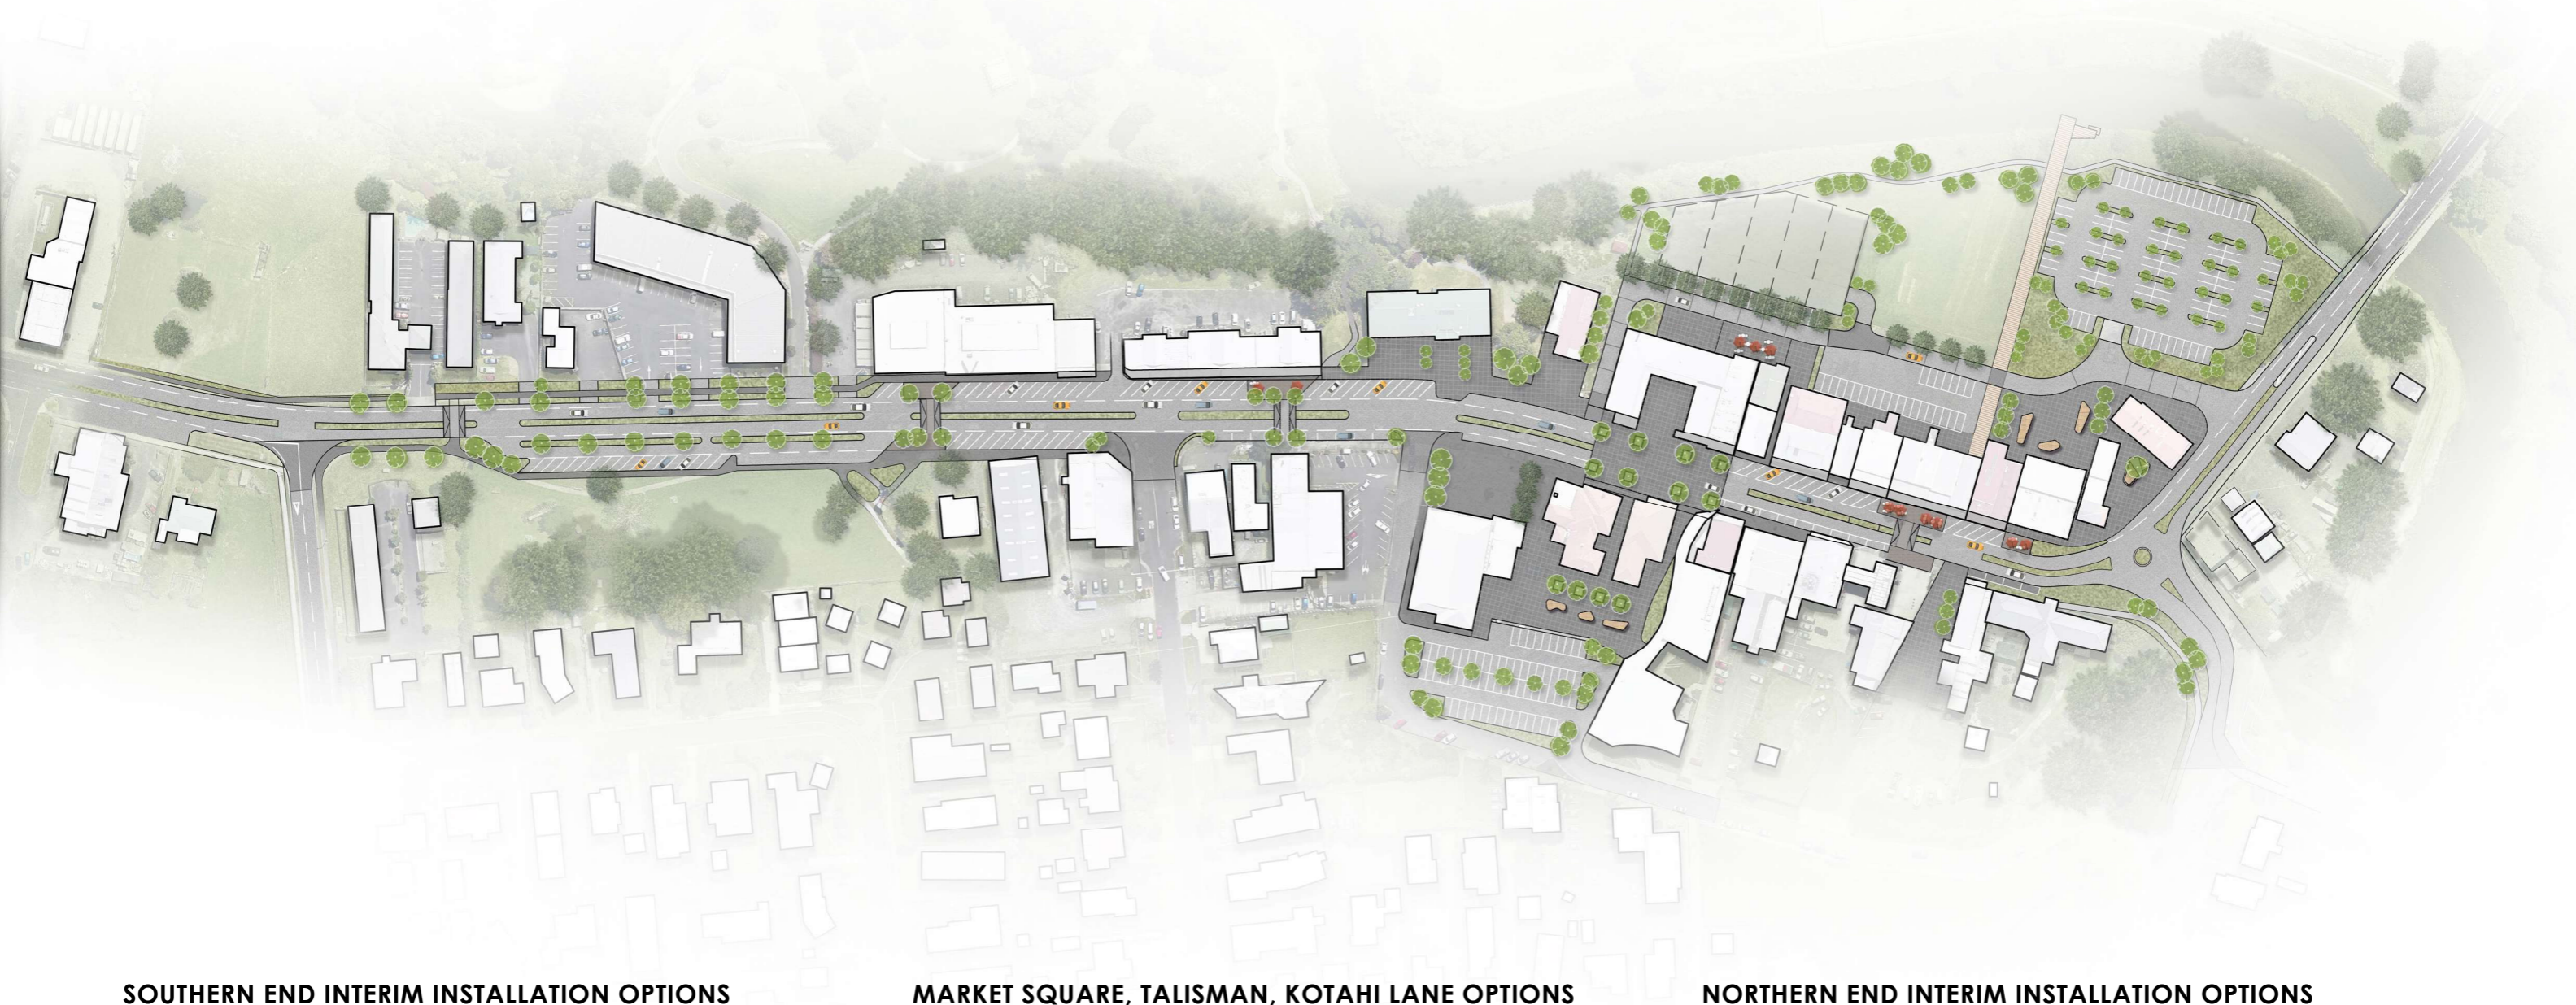 SOUTHERN END INTERIM INSTALLATION OPTIONS
MARKET SQUARE, TALISMAN, KOTAHI LANE OPTIONS
NORTHERN END INTERIM INSTALLATION OPTIONS